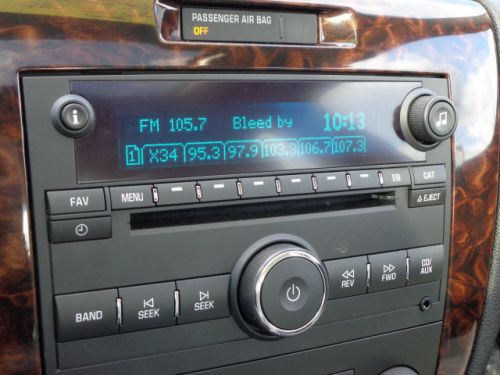 PASSENGER AIR BAG
OFF
i
FM 105.7 Bleed by 10:13
1 X34 95.3 97.9 103.3 106.7 107.3
FAV MENU EQ CAT
EJECT
BAND SEEK SEEK REV FWD CD/
AUX